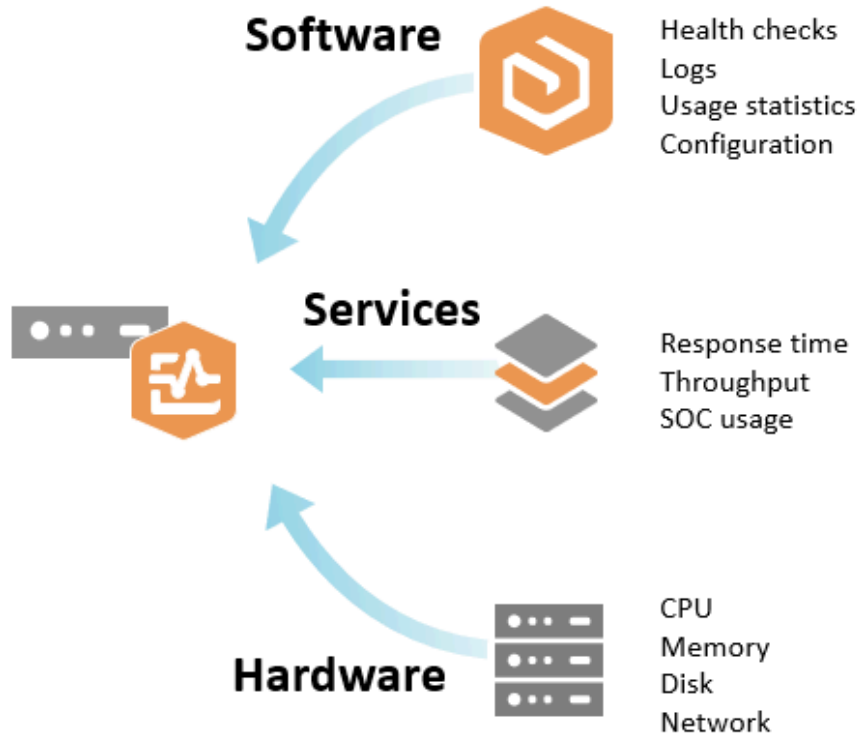 Software
Health checks
Logs
Usage statistics
Configuration
Services
Response time
Throughput
SOC usage
Hardware
CPU
Memory
Disk
Network